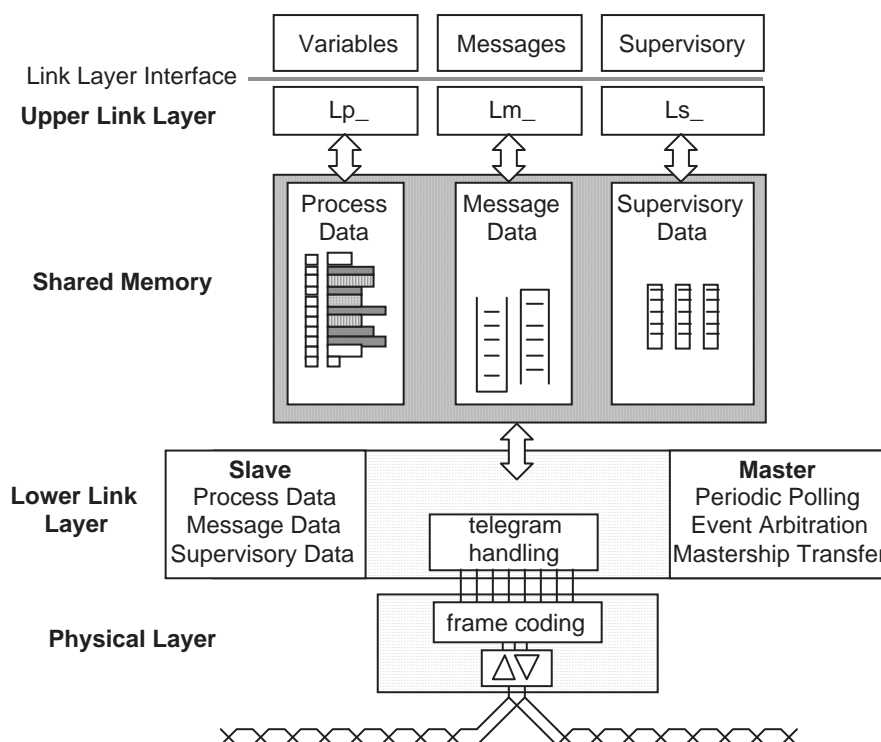 Variables Messages Supervisory
Link Layer Interface
Upper Link Layer
Lp_ Lm_ Ls_
Process
Data
Message
Data
Supervisory
Data
Shared Memory
Lower Link
Layer
Slave
Process Data
Message Data
Supervisory Data
telegram
handling
Master
Periodic Polling
Event Arbitration
Mastership Transfer
Physical Layer
frame coding